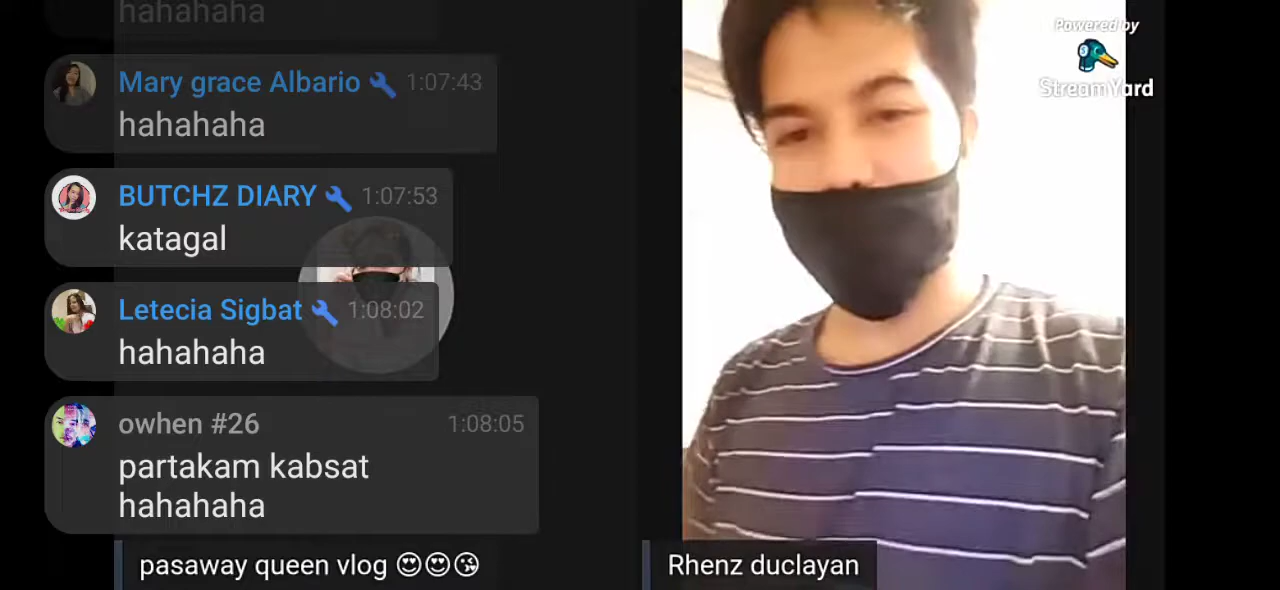 hahahaha
Mary grace Albario 1:07:43
hahahaha
BUTCHZ DIARY 1:07:53
katagal
Letecia Sigbat 1:08:02
hahahaha
owhen #26 1:08:05
partakam kabsat
hahahaha
pasaway queen vlog 😍😍😘
Powered by
StreamYard
Rhenz duclayan